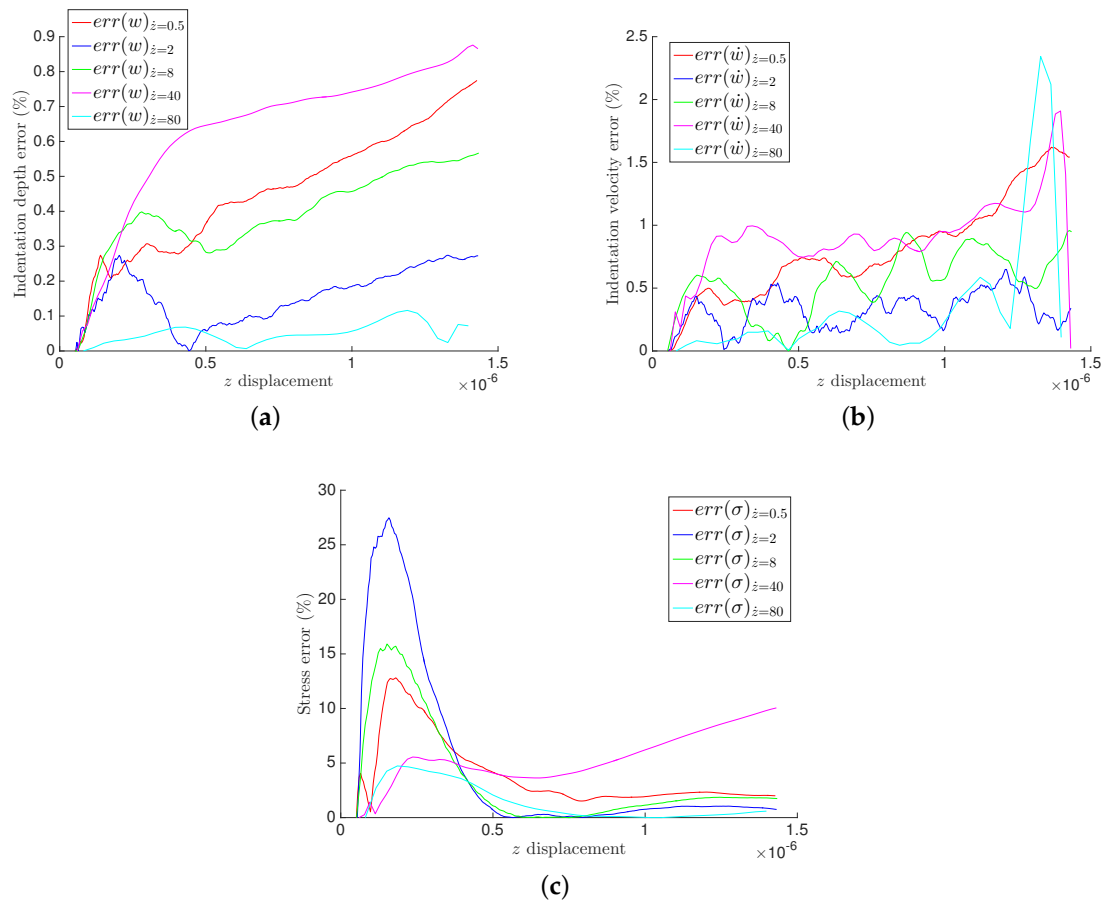 err(w)ż=0.5
err(w)ż=2
err(w)ż=8
err(w)ż=40
err(w)ż=80
Indentation depth error (%)
0.9
0.8
0.7
0.6
0.5
0.4
0.3
0.2
0.1
0
0 0.5 1 1.5
z displacement
×10⁻⁶
(a)
err(ẇ)ż=0.5
err(ẇ)ż=2
err(ẇ)ż=8
err(ẇ)ż=40
err(ẇ)ż=80
Indentation velocity error (%)
2.5
2
1.5
1
0.5
0
0 0.5 1 1.5
z displacement
×10⁻⁶
(b)
err(σ)ż=0.5
err(σ)ż=2
err(σ)ż=8
err(σ)ż=40
err(σ)ż=80
Stress error (%)
30
25
20
15
10
5
0
0 0.5 1 1.5
z displacement
×10⁻⁶
(c)